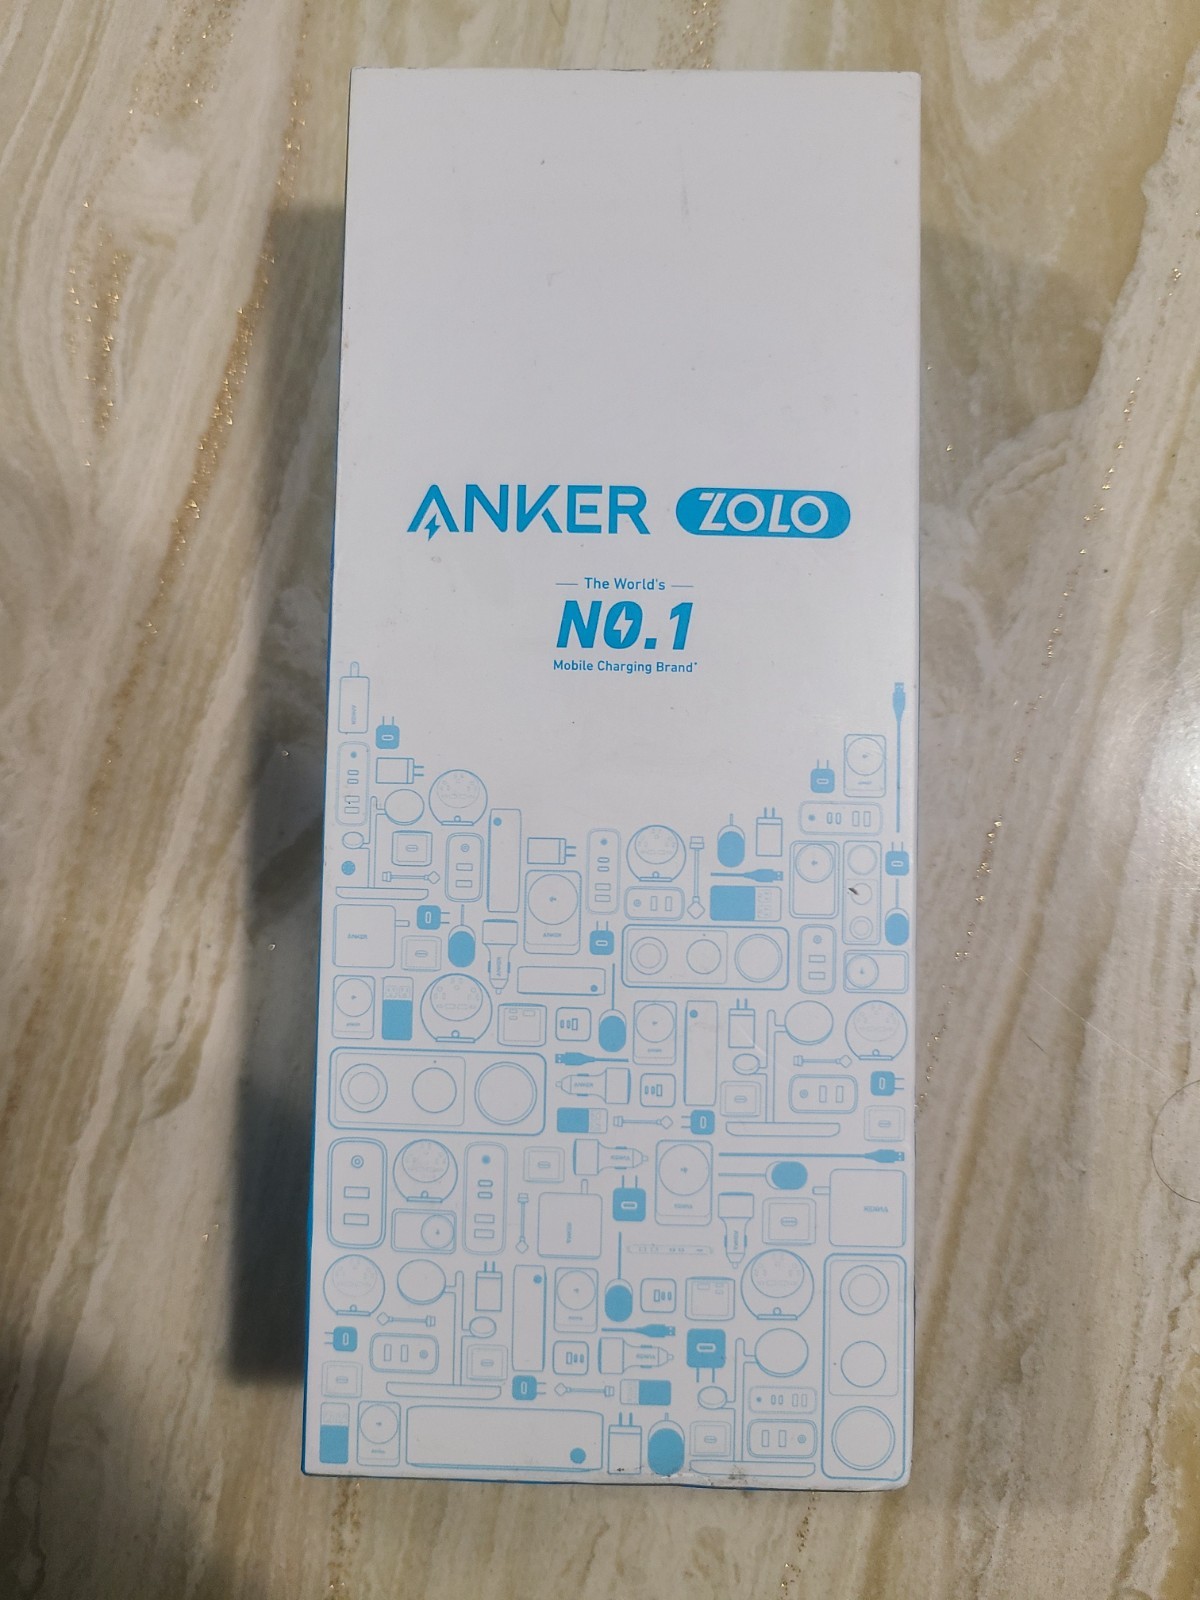 ANKER ZOLO
The World's
NO.1
Mobile Charging Brand*